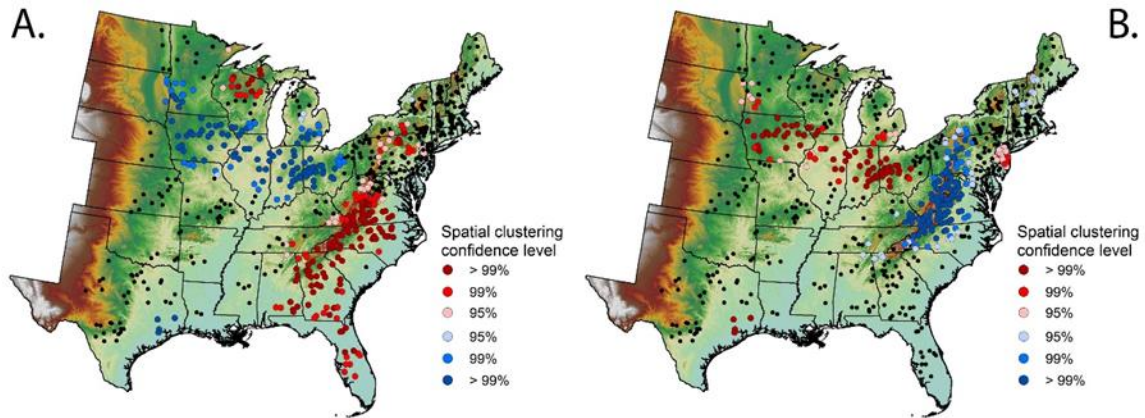 A.
B.
Spatial clustering
confidence level
> 99%
99%
95%
95%
99%
> 99%
Spatial clustering
confidence level
> 99%
99%
95%
95%
99%
> 99%